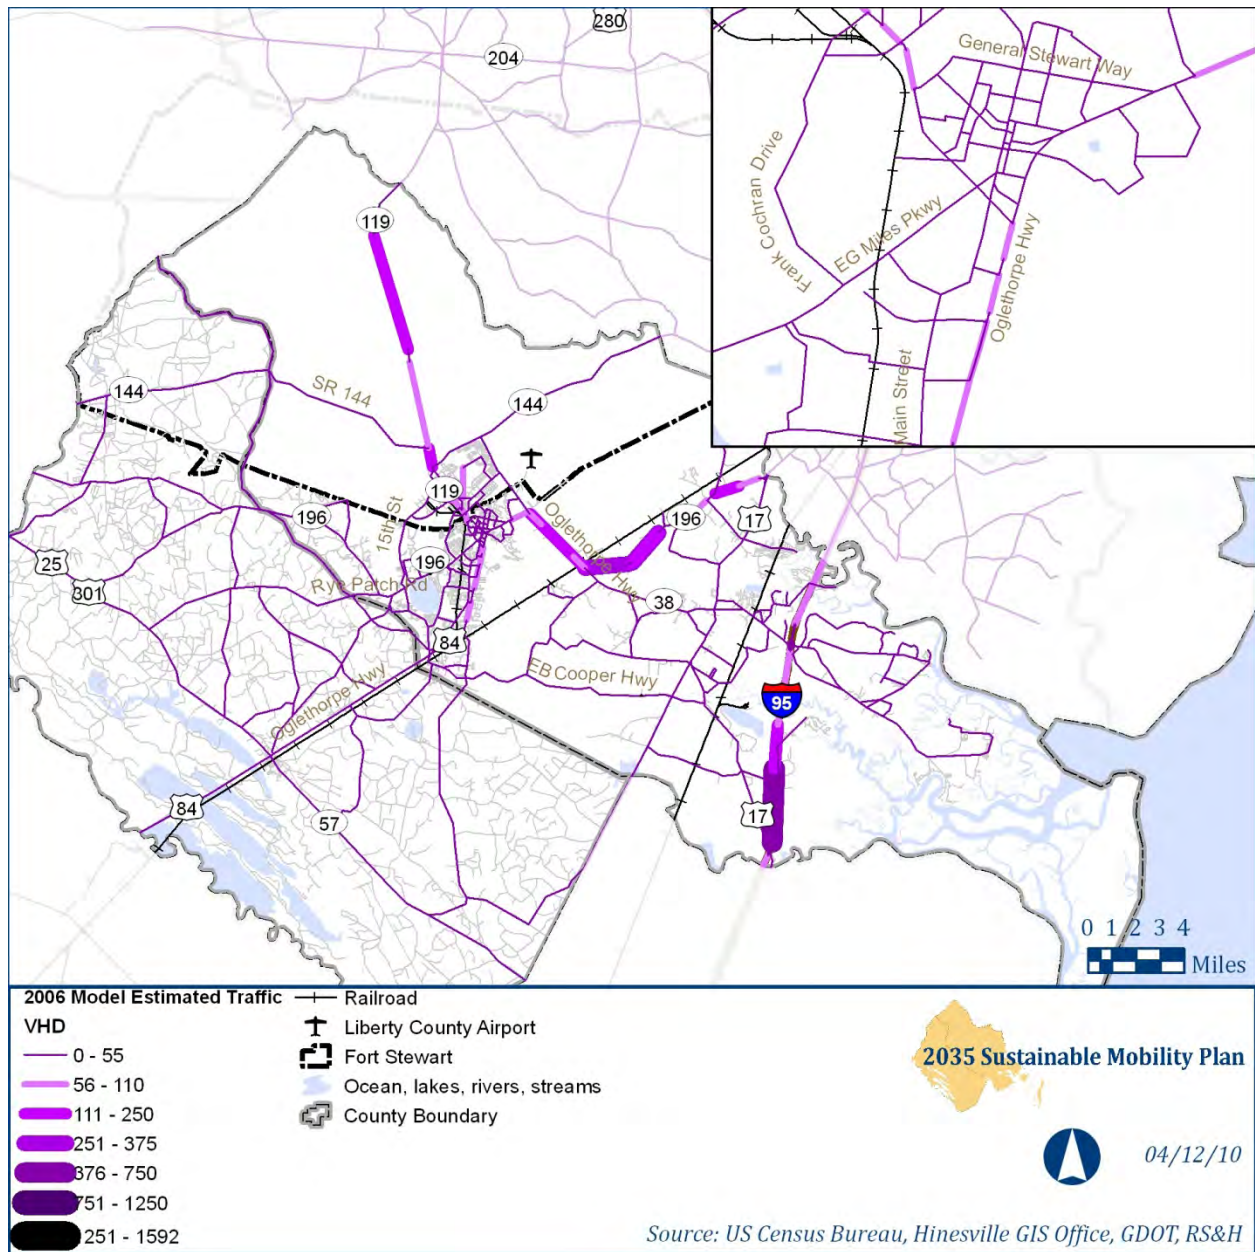 280
204
General Stewart Way
Frank Cochran Drive
EG Miles Pkwy
Oglethorpe Hwy
Main Street
119
144
SR 144
144
119
15th St
Oglethorpe Hwy
196
196
17
25
301
196
Rye Patch Rd
38
84
EB Cooper Hwy
Oglethorpe Hwy
95
84
57
17
0 1 2 3 4
Miles
2006 Model Estimated Traffic
VHD
0 - 55
56 - 110
111 - 250
251 - 375
376 - 750
751 - 1250
251 - 1592
Railroad
Liberty County Airport
Fort Stewart
Ocean, lakes, rivers, streams
County Boundary
2035 Sustainable Mobility Plan
04/12/10
Source: US Census Bureau, Hinesville GIS Office, GDOT, RS&H